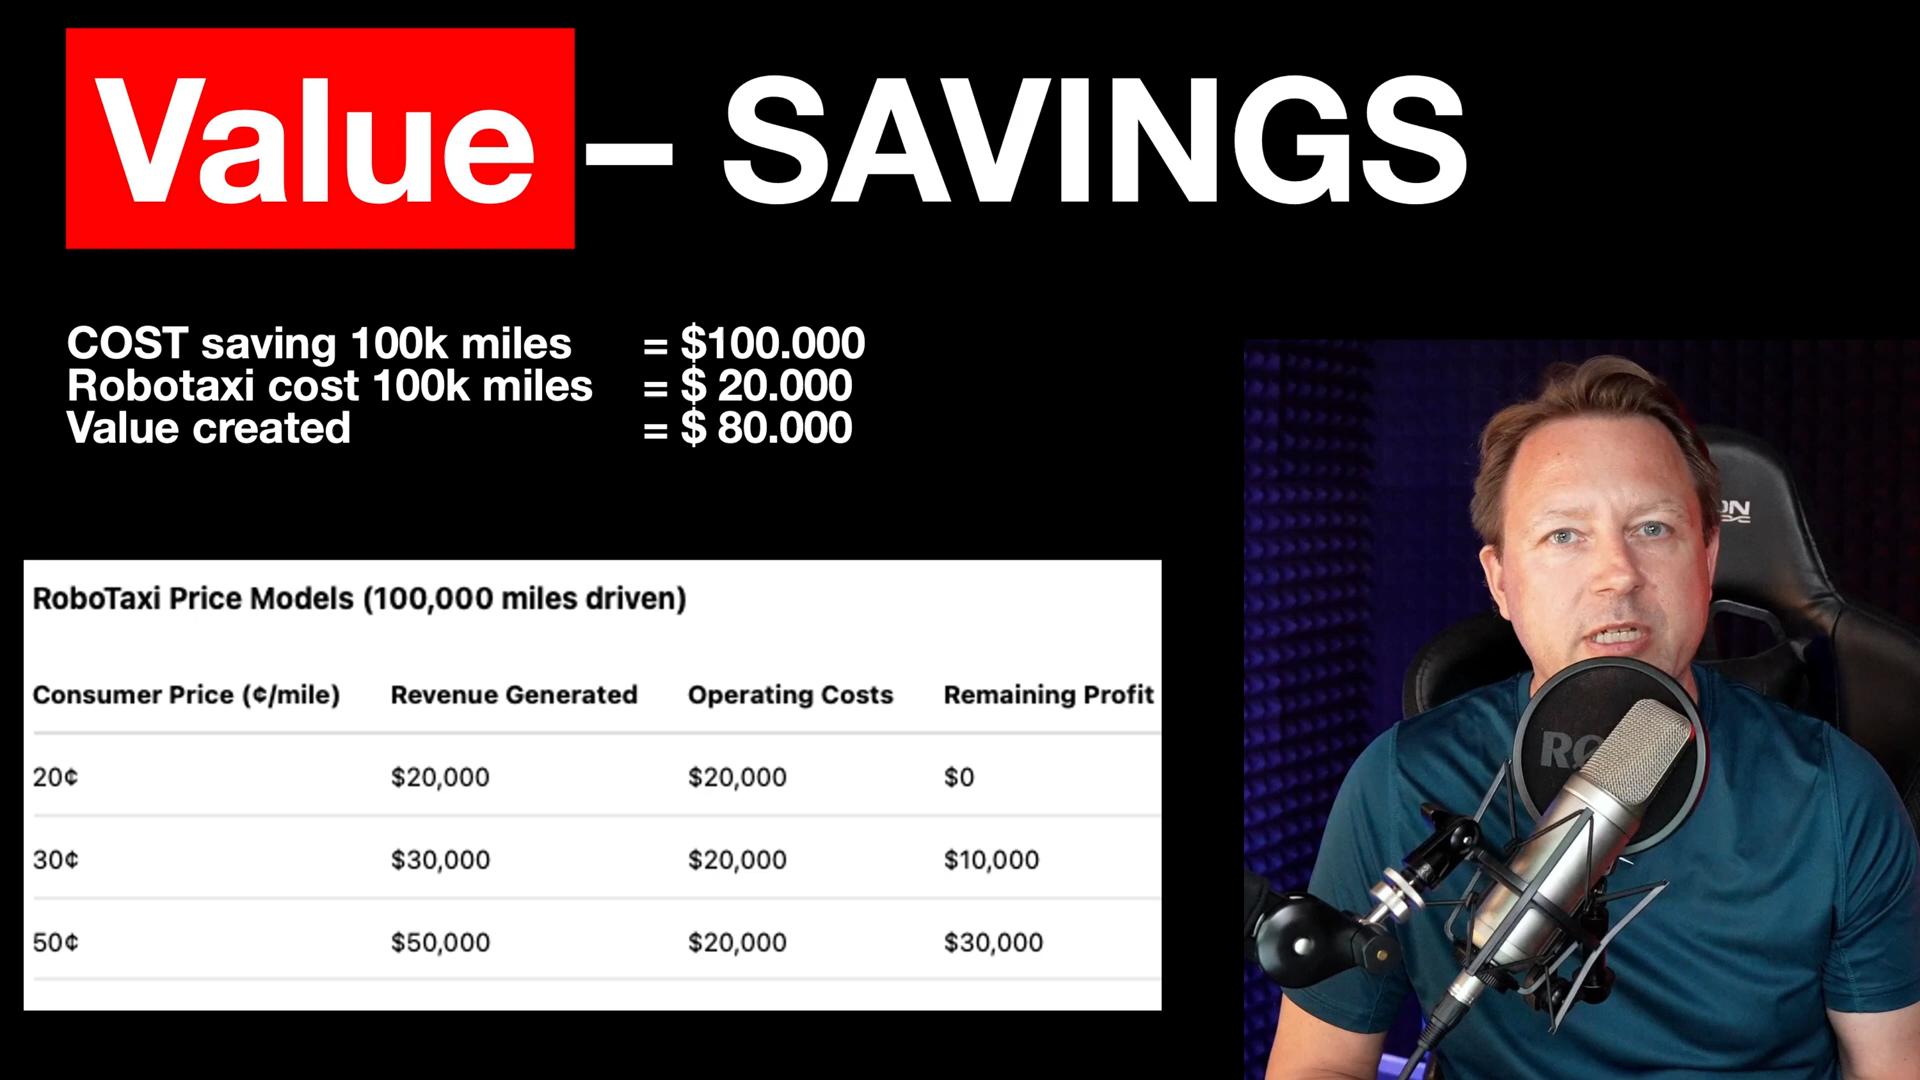 Value – SAVINGS
COST saving 100k miles = $100.000
Robotaxi cost 100k miles = $ 20.000
Value created = $ 80.000
RoboTaxi Price Models (100,000 miles driven)
Consumer Price (¢/mile) Revenue Generated Operating Costs Remaining Profit
20¢ $20,000 $20,000 $0
30¢ $30,000 $20,000 $10,000
50¢ $50,000 $20,000 $30,000